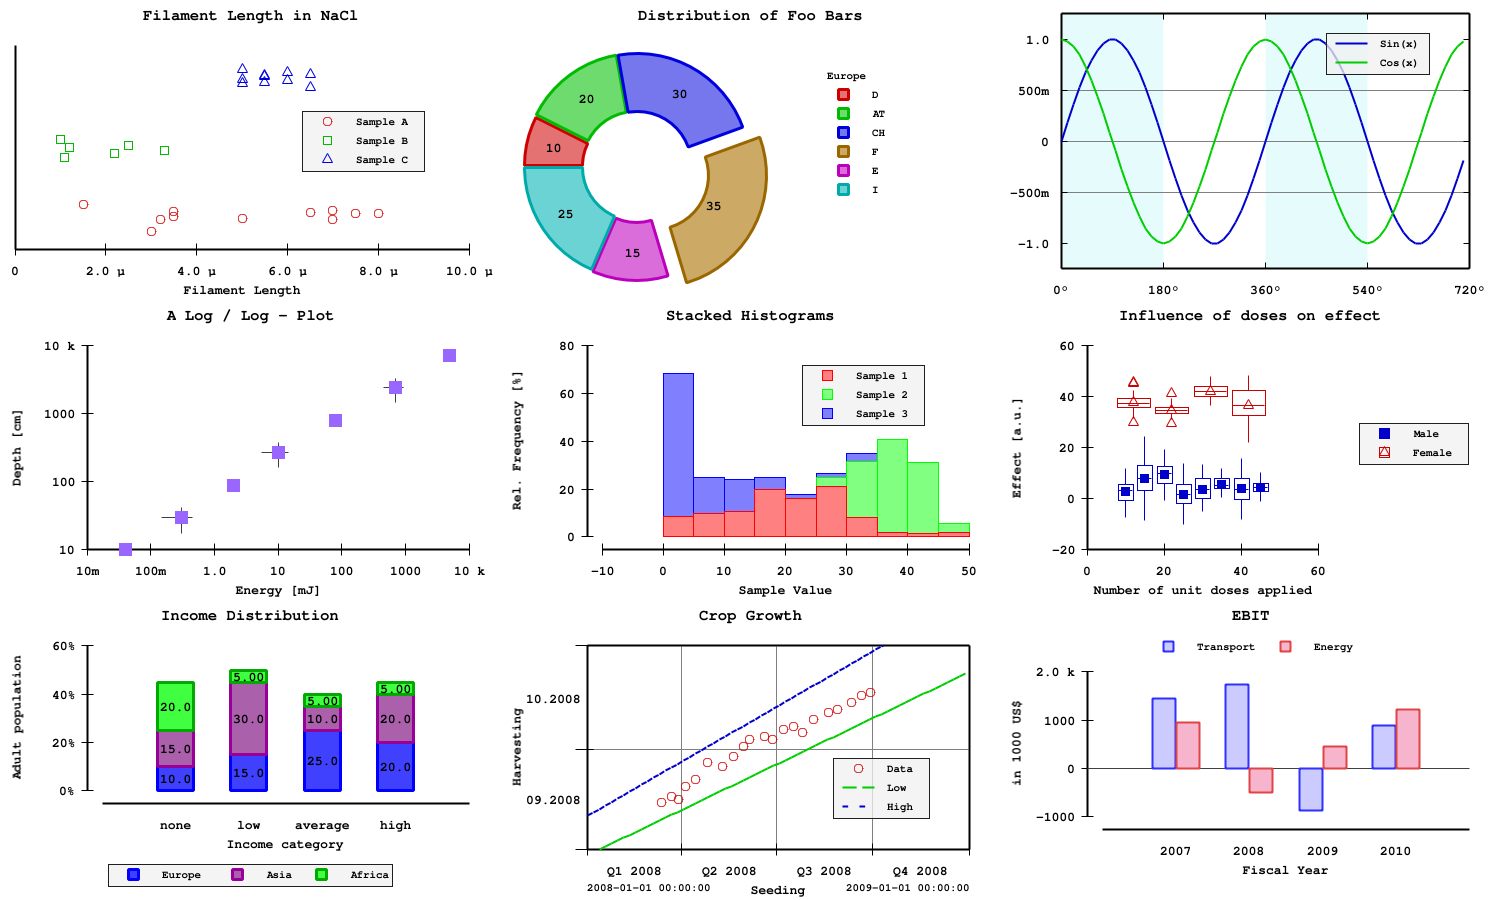 Filament Length in NaCl
Sample A
Sample B
Sample C
0 2.0 µ 4.0 µ 6.0 µ 8.0 µ 10.0 µ
Filament Length
Distribution of Foo Bars
20
30
10
25
15
35
Europe
D
AT
CH
F
E
I
1.0
500m
0
−500m
−1.0
Sin(x)
Cos(x)
0° 180° 360° 540° 720°
A Log / Log − Plot
Depth [cm]
10 k
1000
100
10
10m 100m 1.0 10 100 1000 10 k
Energy [mJ]
Stacked Histograms
Rel. Frequency [%]
80
60
40
20
0
Sample 1
Sample 2
Sample 3
−10 0 10 20 30 40 50
Sample Value
Influence of doses on effect
Effect [a.u.]
60
40
20
0
−20
Male
Female
0 20 40 60
Number of unit doses applied
Income Distribution
Adult population
60%
40%
20%
0%
20.0
15.0
10.0
5.00
30.0
15.0
5.00
10.0
25.0
5.00
20.0
20.0
none low average high
Income category
Europe Asia Africa
Crop Growth
Harvesting
10.2008
09.2008
Data
Low
High
Q1 2008 Q2 2008 Q3 2008 Q4 2008
2008-01-01 00:00:00 2009-01-01 00:00:00
Seeding
EBIT
Transport Energy
in 1000 US$
2.0 k
1000
0
−1000
2007 2008 2009 2010
Fiscal Year